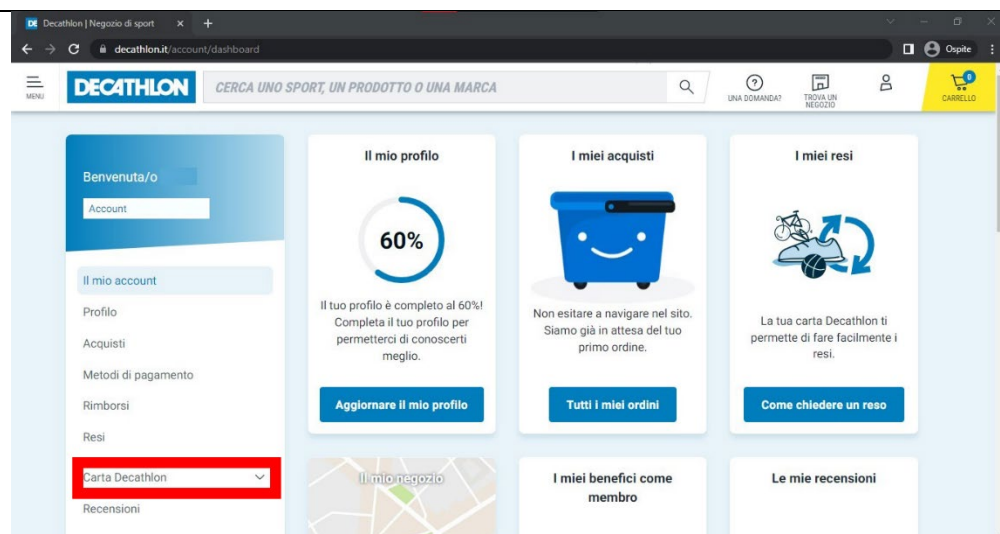 Decathlon | Negozio di sport
decathlon.it/account/dashboard
Ospite
MENU
DECATHLON
CERCA UNO SPORT, UN PRODOTTO O UNA MARCA
UNA DOMANDA?
TROVA UN
NEGOZIO
0
CARRELLO
Benvenuta/o
Account
Il mio account
Profilo
Acquisti
Metodi di pagamento
Rimborsi
Resi
Carta Decathlon
Recensioni
Il mio profilo
60%
Il tuo profilo è completo al 60%!
Completa il tuo profilo per
permetterci di conoscerti
meglio.
Aggiornare il mio profilo
I miei acquisti
Non esitare a navigare nel sito.
Siamo già in attesa del tuo
primo ordine.
Tutti i miei ordini
I miei resi
La tua carta Decathlon ti
permette di fare facilmente i
resi.
Come chiedere un reso
Il mio negozio
I miei benefici come
membro
Le mie recensioni